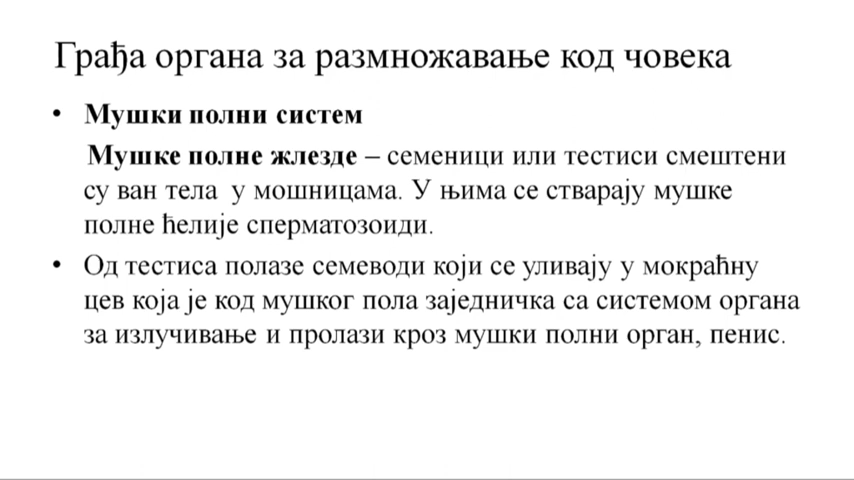 Грађа органа за размножавање код човека
• Мушки полни систем
Мушке полне жлезде – семеници или тестиси смештени
су ван тела у мошницама. У њима се стварају мушке
полне ћелије сперматозоиди.
• Од тестиса полазе семеводи који се уливају у мокраћну
цев која је код мушког пола заједничка са системом органа
за излучивање и пролази кроз мушки полни орган, пенис.